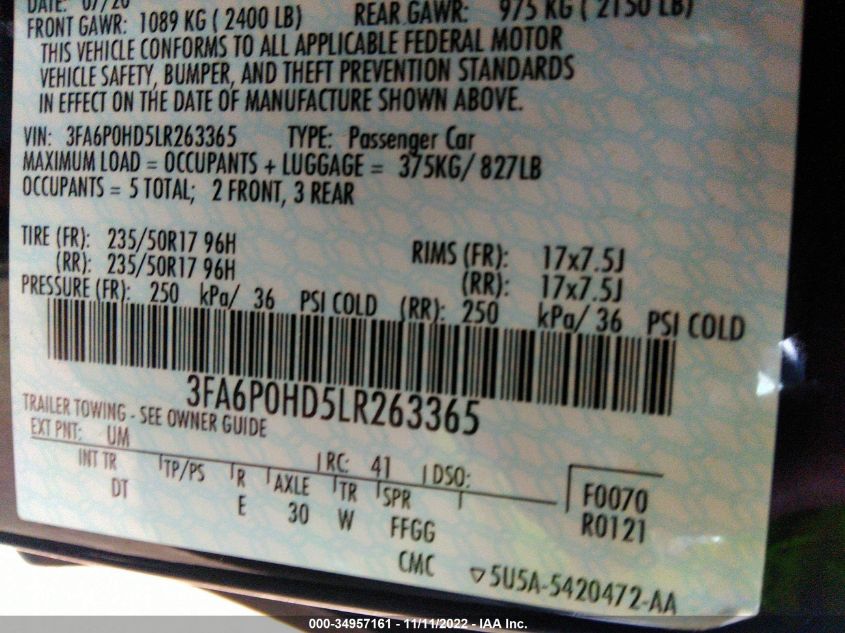 DATE: 07/20
FRONT GAWR: 1089 KG ( 2400 LB) REAR GAWR: 975 KG ( 2150 LB)
THIS VEHICLE CONFORMS TO ALL APPLICABLE FEDERAL MOTOR
VEHICLE SAFETY, BUMPER, AND THEFT PREVENTION STANDARDS
IN EFFECT ON THE DATE OF MANUFACTURE SHOWN ABOVE.
VIN: 3FA6P0HD5LR263365 TYPE: Passenger Car
MAXIMUM LOAD = OCCUPANTS + LUGGAGE = 375KG/ 827LB
OCCUPANTS = 5 TOTAL; 2 FRONT, 3 REAR
TIRE (FR): 235/50R17 96H RIMS (FR): 17x7.5J
(RR): 235/50R17 96H (RR): 17x7.5J
PRESSURE (FR): 250 kPa/ 36 PSI COLD (RR): 250 kPa/ 36 PSI COLD
3FA6P0HD5LR263365
TRAILER TOWING - SEE OWNER GUIDE
EXT PNT: UM RC: 41 DSO:
INT TR TP/PS R AXLE TR SPR F0070
DT E 30 W FFGG R0121
CMC ▽5U5A-5420472-AA
000-34957161 - 11/11/2022 - IAA Inc.